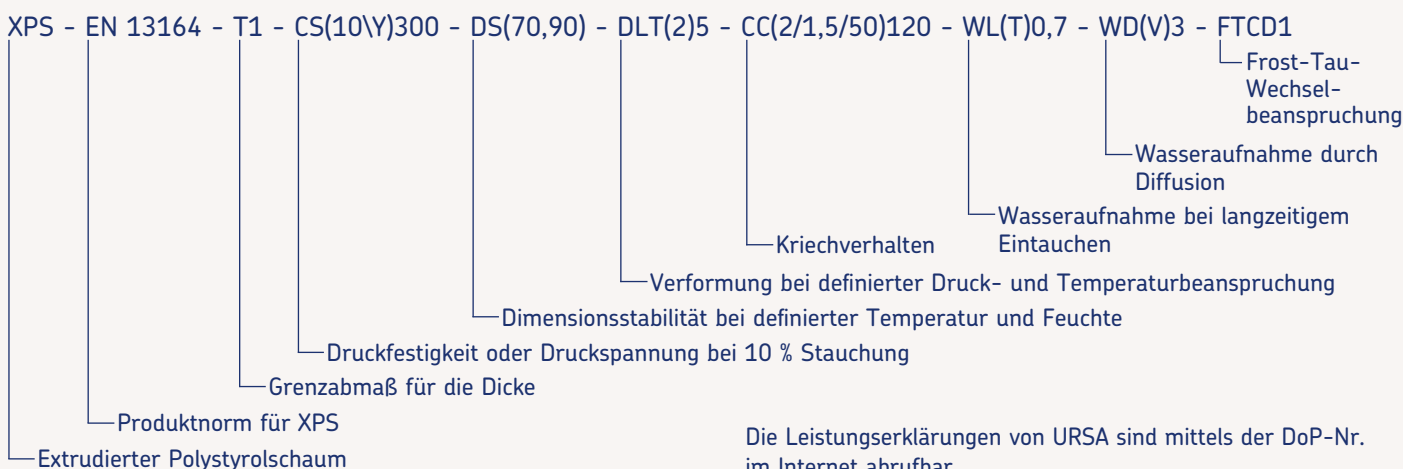 XPS - EN 13164 - T1 - CS(10\Y)300 - DS(70,90) - DLT(2)5 - CC(2/1,5/50)120 - WL(T)0,7 - WD(V)3 - FTCD1
Frost-Tau-
Wechsel-
beanspruchung
Wasseraufnahme durch
Diffusion
Wasseraufnahme bei langzeitigem
Eintauchen
Kriechverhalten
Verformung bei definierter Druck- und Temperaturbeanspruchung
Dimensionsstabilität bei definierter Temperatur und Feuchte
Druckfestigkeit oder Druckspannung bei 10 % Stauchung
Grenzabmaß für die Dicke
Produktnorm für XPS
Extrudierter Polystyrolschaum
Die Leistungserklärungen von URSA sind mittels der DoP-Nr.
im Internet abrufbar